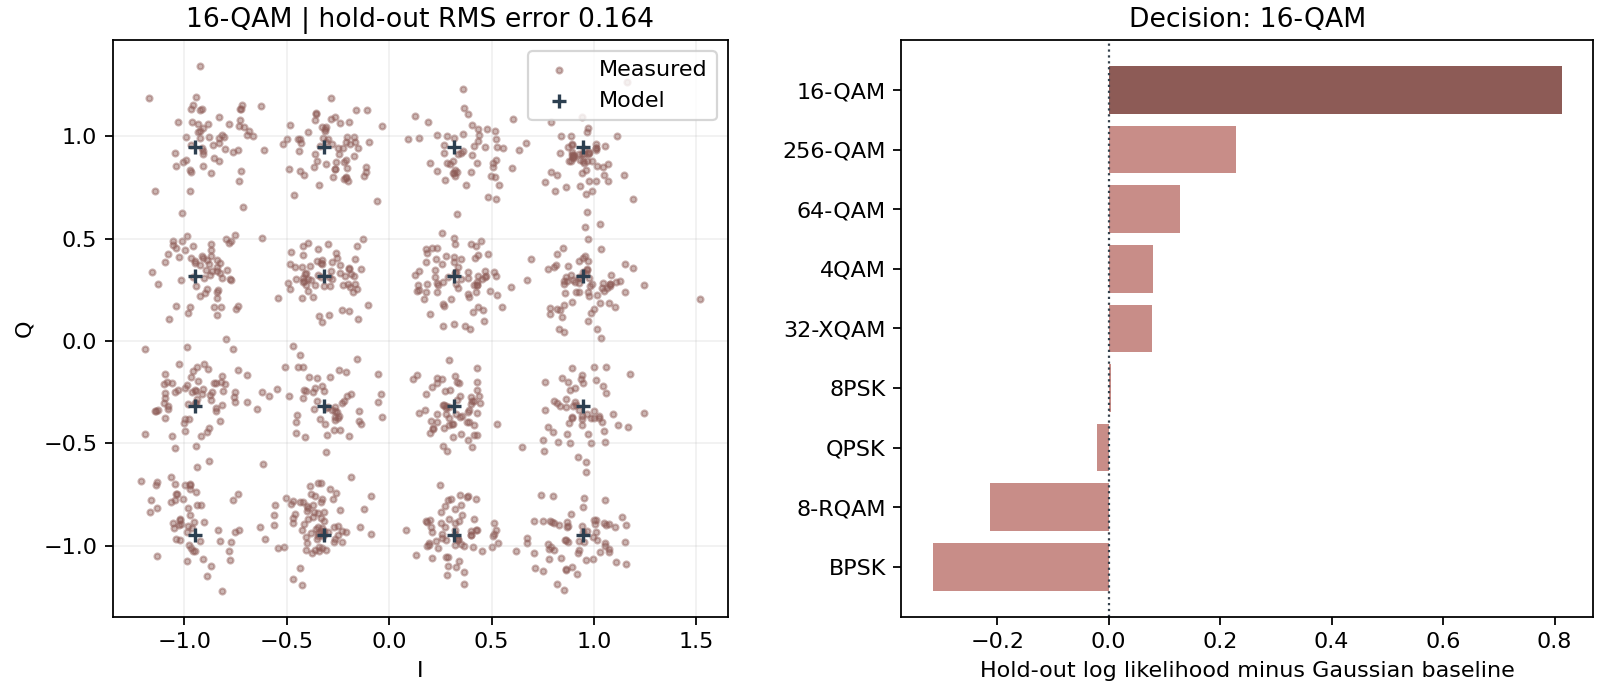 16-QAM | hold-out RMS error 0.164
Measured
Model
1.0
0.5
0.0
−0.5
−1.0
Q
−1.0
−0.5
0.0
0.5
1.0
1.5
I
Decision: 16-QAM
16-QAM
256-QAM
64-QAM
4QAM
32-XQAM
8PSK
QPSK
8-RQAM
BPSK
−0.2
0.0
0.2
0.4
0.6
0.8
Hold-out log likelihood minus Gaussian baseline